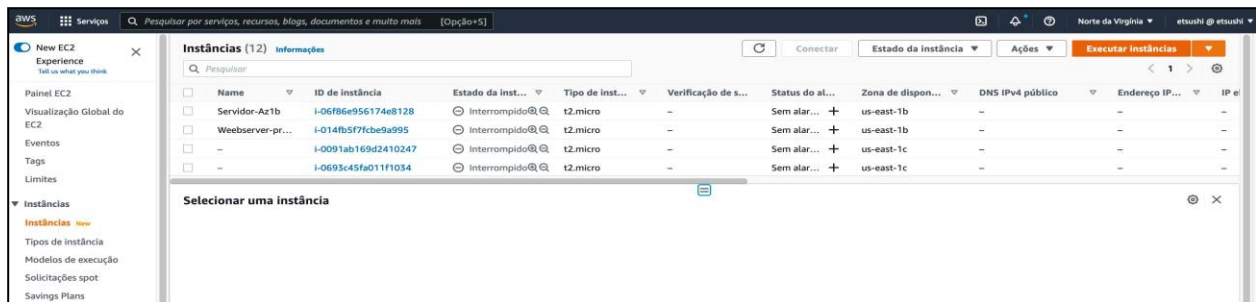 aws Serviços Pesquisar por serviços, recursos, blogs, documentos e muito mais [Opção+S] Norte da Virgínia etsushi @ etsushi
New EC2
Experience
Tell us what you think
Painel EC2
Visualização Global do
EC2
Eventos
Tags
Limites
Instâncias
Instâncias New
Tipos de instância
Modelos de execução
Solicitações spot
Savings Plans
Instâncias (12) Informações Conectar Estado da instância Ações Executar instâncias
Pesquisar 1
Name ID de instância Estado da inst... Tipo de inst... Verificação de s... Status do al... Zona de dispon... DNS IPv4 público Endereço IP... IP el
Servidor-Az1b i-06f86e956174e8128 Interrompido t2.micro – Sem alar... + us-east-1b – – –
Weebserver-pr... i-014fb5f7fcbe9a995 Interrompido t2.micro – Sem alar... + us-east-1b – – –
– i-0091ab169d2410247 Interrompido t2.micro – Sem alar... + us-east-1c – – –
– i-0693c45fa011f1034 Interrompido t2.micro – Sem alar... + us-east-1c – – –
Selecionar uma instância